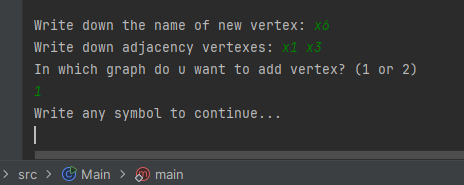 Write down the name of new vertex: x6
Write down adjacency vertexes: x1 x3
In which graph do u want to add vertex? (1 or 2)
1
Write any symbol to continue...
src > Main > main